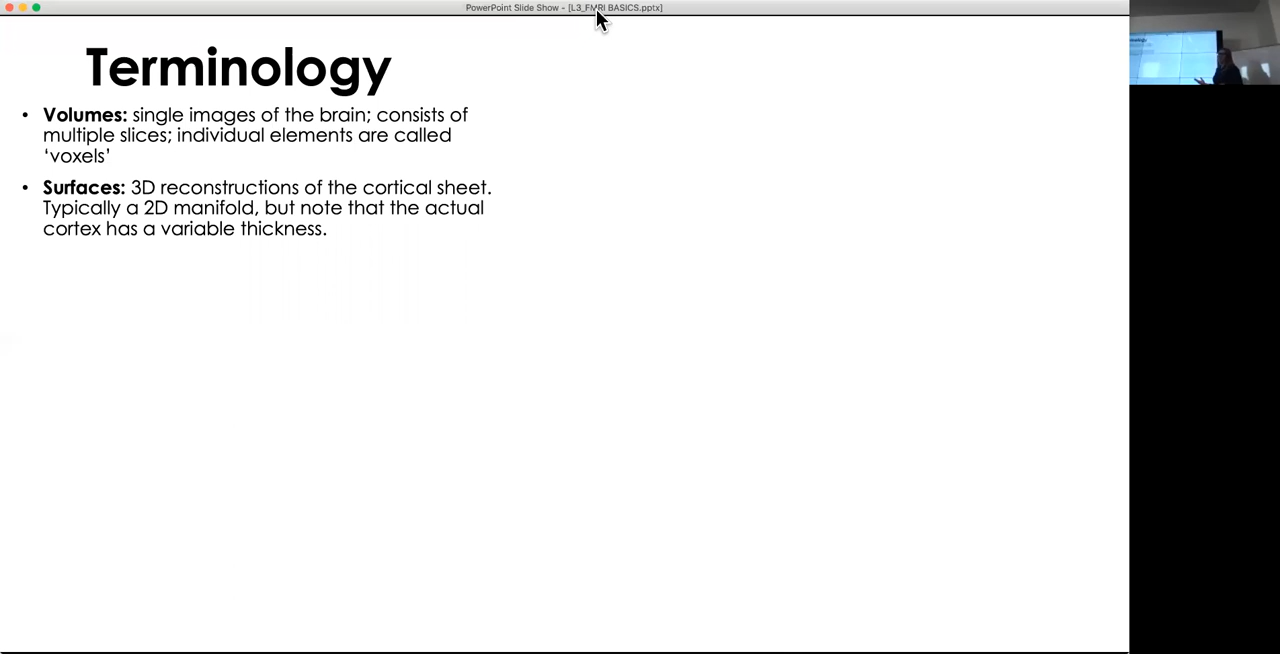 PowerPoint Slide Show - [L3_FMRI BASICS.pptx]
Terminology
• Volumes: single images of the brain; consists of
multiple slices; individual elements are called
‘voxels’
• Surfaces: 3D reconstructions of the cortical sheet.
Typically a 2D manifold, but note that the actual
cortex has a variable thickness.